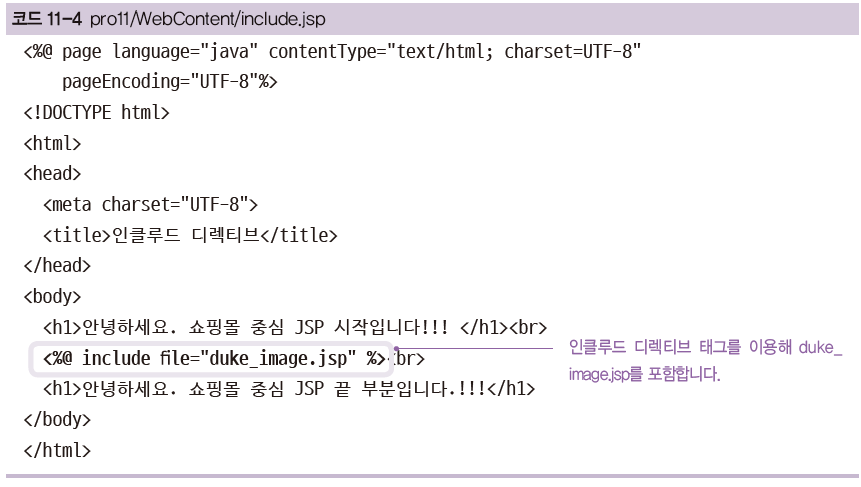 코드 11-4 pro11/WebContent/include.jsp
<%@ page language="java" contentType="text/html; charset=UTF-8"
    pageEncoding="UTF-8"%>
<!DOCTYPE html>
<html>
<head>
  <meta charset="UTF-8">
  <title>인클루드 디렉티브</title>
</head>
<body>
  <h1>안녕하세요. 쇼핑몰 중심 JSP 시작입니다!!! </h1><br>
  <%@ include file="duke_image.jsp" %><br>
  <h1>안녕하세요. 쇼핑몰 중심 JSP 끝 부분입니다.!!!</h1>
</body>
</html>
인클루드 디렉티브 태그를 이용해 duke_
image.jsp를 포함합니다.